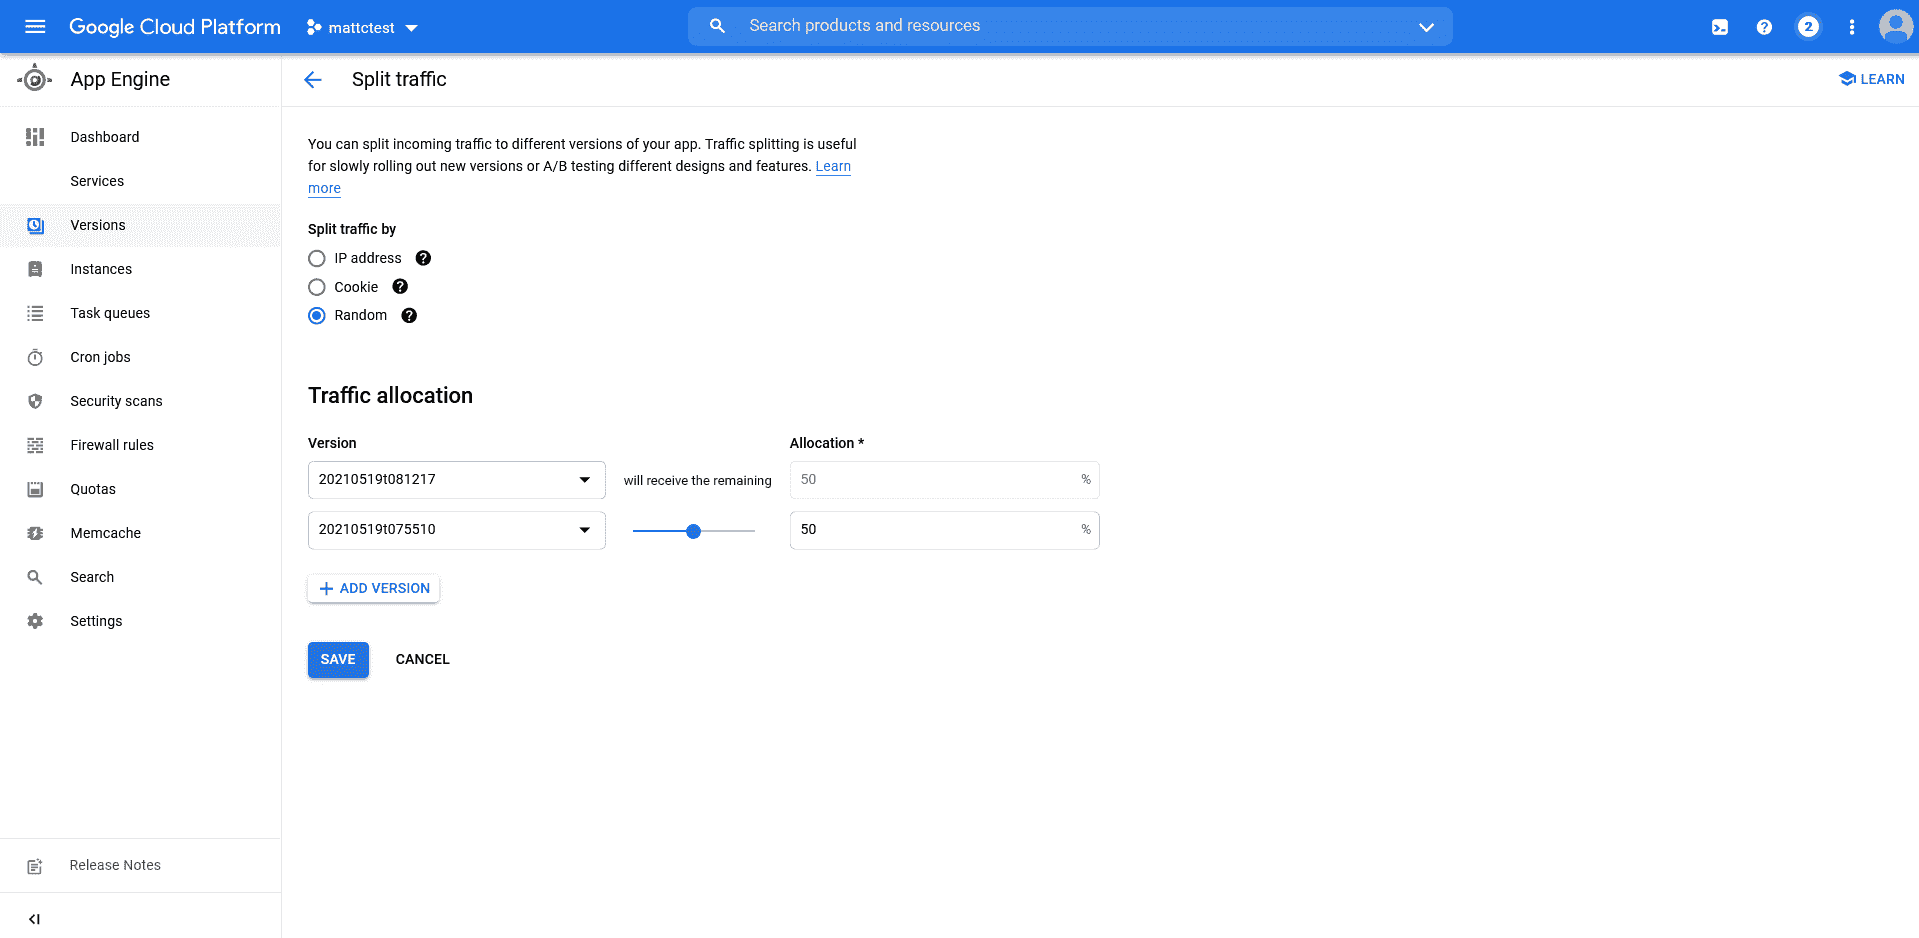 Google Cloud Platform
mattctest
Search products and resources
2
App Engine
Split traffic
LEARN
Dashboard
Services
Versions
Instances
Task queues
Cron jobs
Security scans
Firewall rules
Quotas
Memcache
Search
Settings
Release Notes
You can split incoming traffic to different versions of your app. Traffic splitting is useful
for slowly rolling out new versions or A/B testing different designs and features. Learn
more
Split traffic by
IP address ?
Cookie ?
Random ?
Traffic allocation
Version Allocation *
20210519t081217 will receive the remaining 50 %
20210519t075510 50 %
+ ADD VERSION
SAVE CANCEL